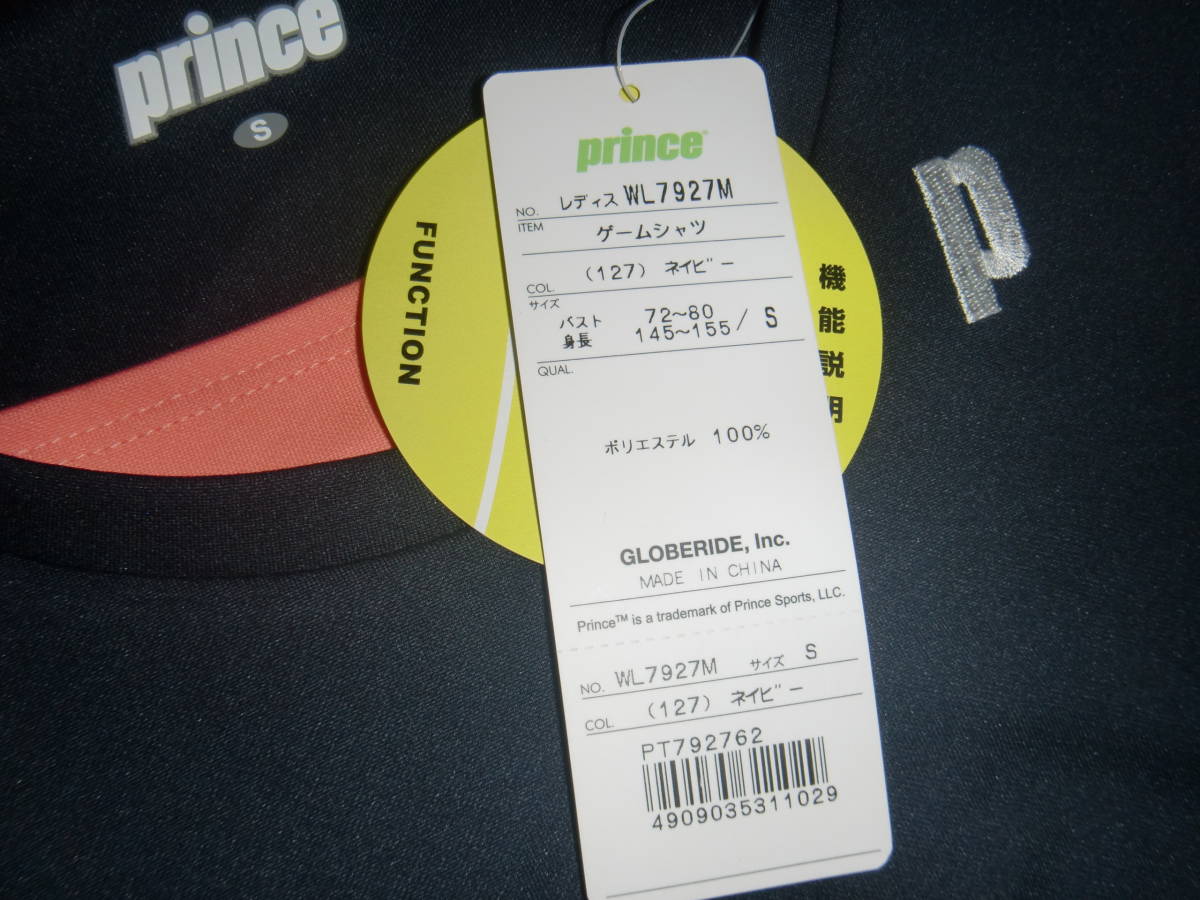 prince
S
FUNCTION
機能説明
prince
NO. レディス WL7927M
ITEM ゲームシャツ
COL. (127) ネイビー
サイズ
バスト 72~80
身長 145~155 / S
QUAL.
ポリエステル 100%
GLOBERIDE, Inc.
MADE IN CHINA
Prince™ is a trademark of Prince Sports, LLC.
NO. WL7927M サイズ S
COL. (127) ネイビー
PT792762
4909035311029
P